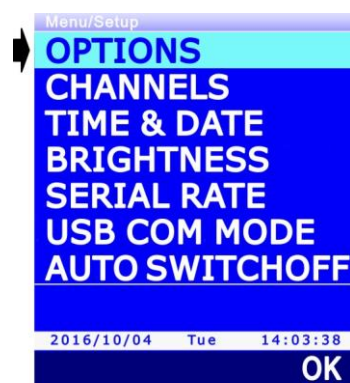 Menu/Setup
OPTIONS
CHANNELS
TIME & DATE
BRIGHTNESS
SERIAL RATE
USB COM MODE
AUTO SWITCHOFF
2016/10/04 Tue 14:03:38
OK